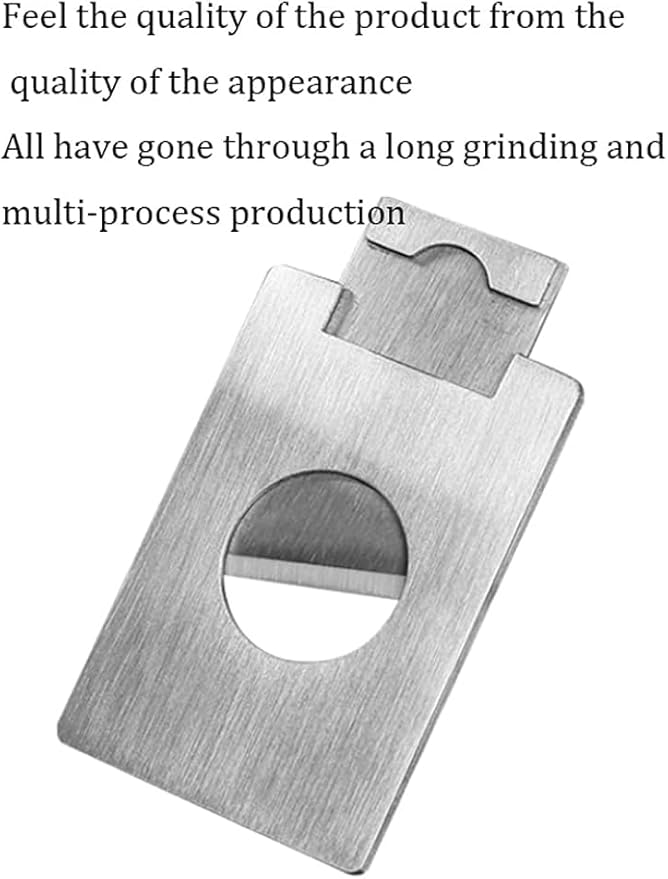 Feel the quality of the product from the
quality of the appearance
All have gone through a long grinding and
multi-process production